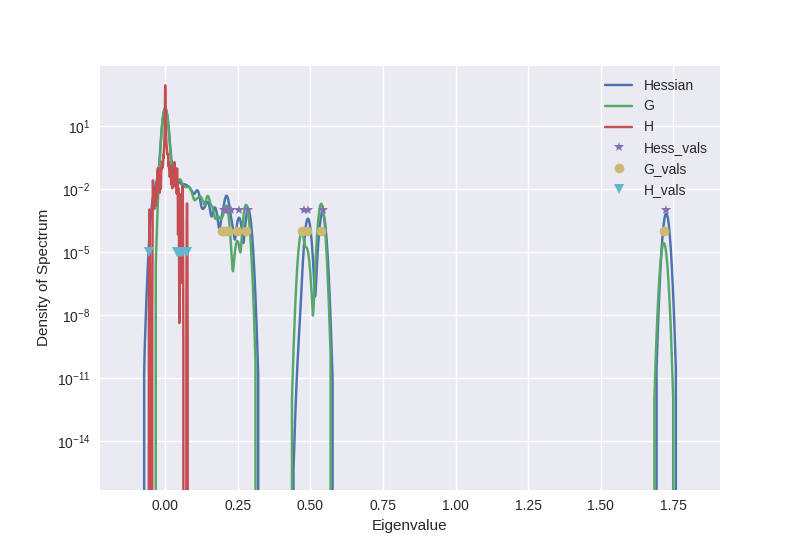 Hessian
G
H
Hess_vals
G_vals
H_vals
10^1
10^-2
10^-5
10^-8
10^-11
10^-14
Density of Spectrum
0.00 0.25 0.50 0.75 1.00 1.25 1.50 1.75
Eigenvalue